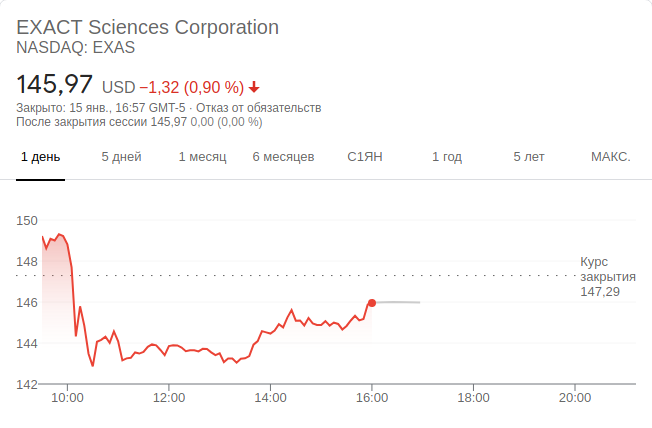 EXACT Sciences Corporation
NASDAQ: EXAS
145,97 USD −1,32 (0,90 %)
Закрыто: 15 янв., 16:57 GMT-5 · Отказ от обязательств
После закрытия сессии 145,97 0,00 (0,00 %)
1 день 5 дней 1 месяц 6 месяцев С1ЯН 1 год 5 лет МАКС.
150
148
146
144
142
Курс
закрытия
147,29
10:00 12:00 14:00 16:00 18:00 20:00